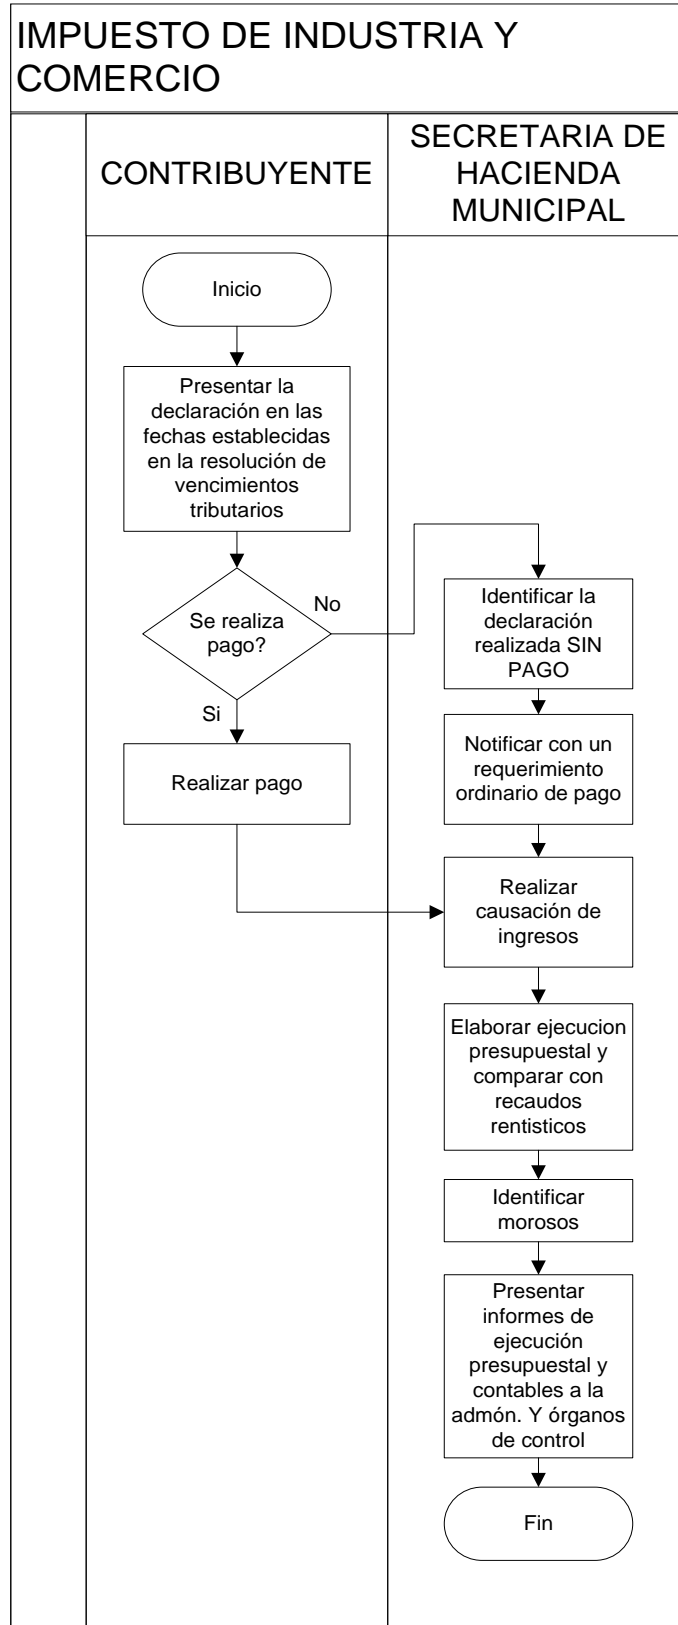 IMPUESTO DE INDUSTRIA Y
COMERCIO
CONTRIBUYENTE
SECRETARIA DE
HACIENDA
MUNICIPAL
Inicio
Presentar la
declaración en las
fechas establecidas
en la resolución de
vencimientos
tributarios
Se realiza
pago?
No
Si
Realizar pago
Identificar la
declaración
realizada SIN
PAGO
Notificar con un
requerimiento
ordinario de pago
Realizar
causación de
ingresos
Elaborar ejecucion
presupuestal y
comparar con
recaudos
rentisticos
Identificar
morosos
Presentar
informes de
ejecución
presupuestal y
contables a la
admón. Y órganos
de control
Fin